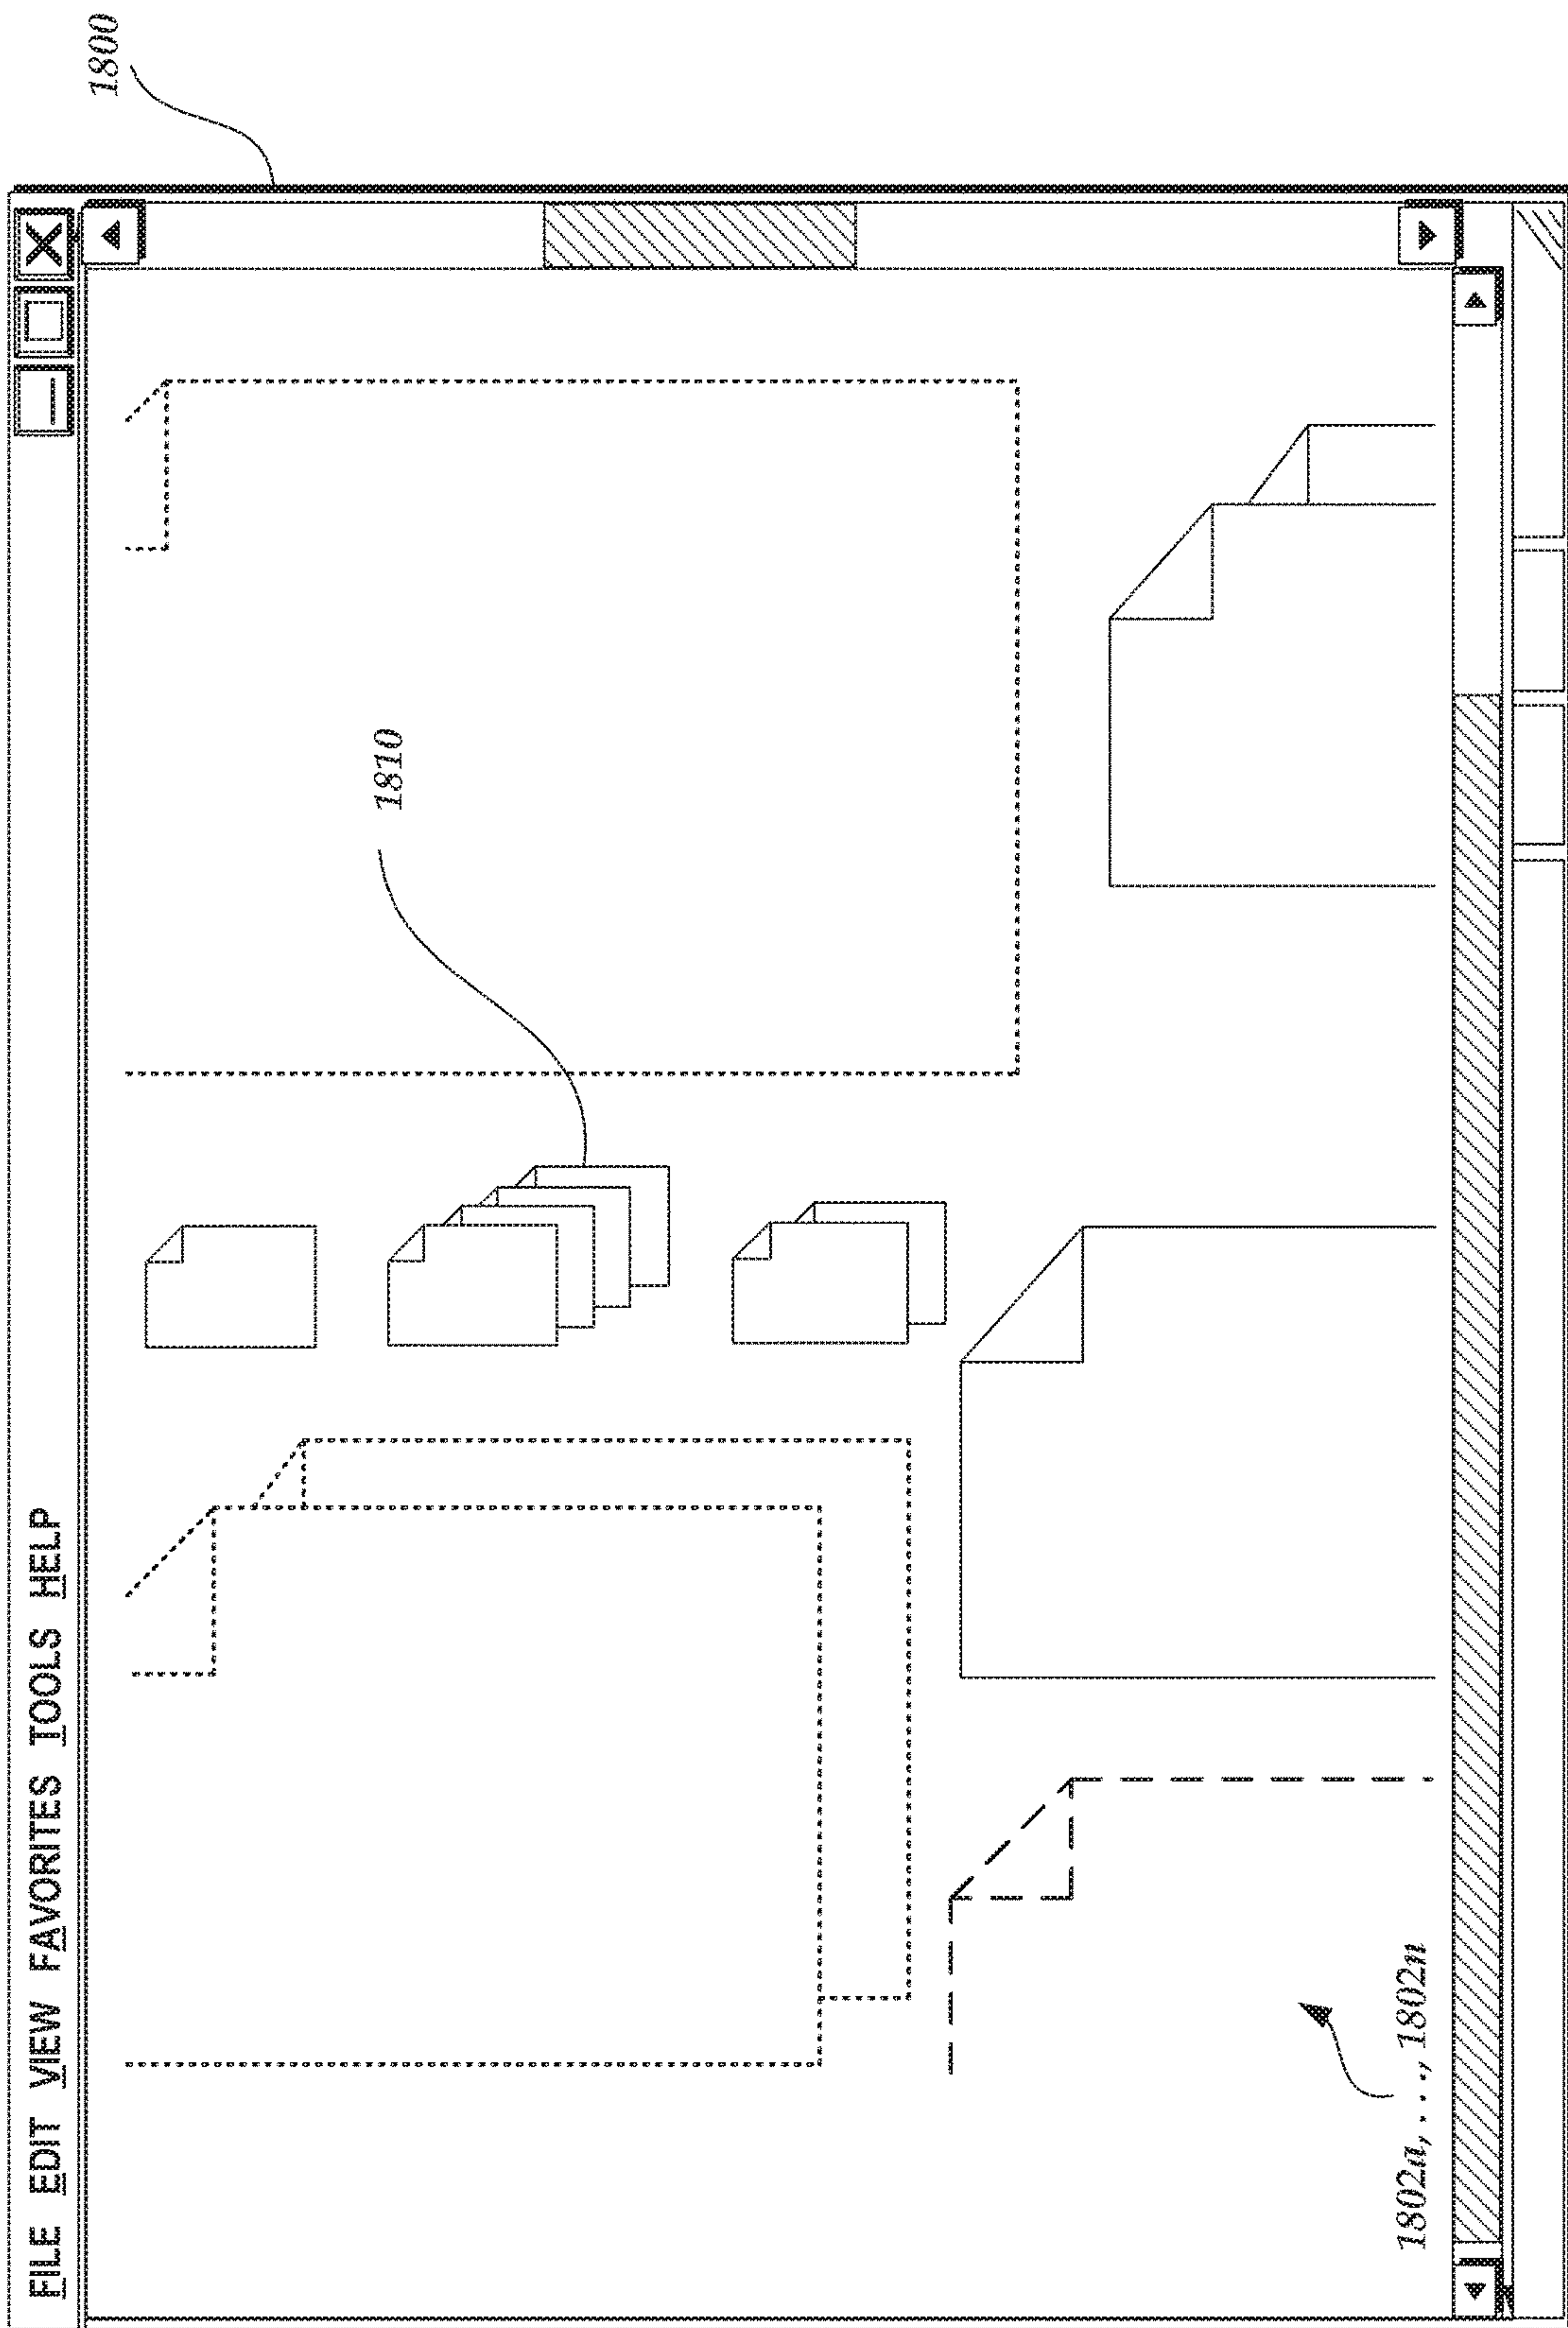 1800
FILE EDIT VIEW FAVORITES TOOLS HELP
1810
1802a, . . ., 1802n